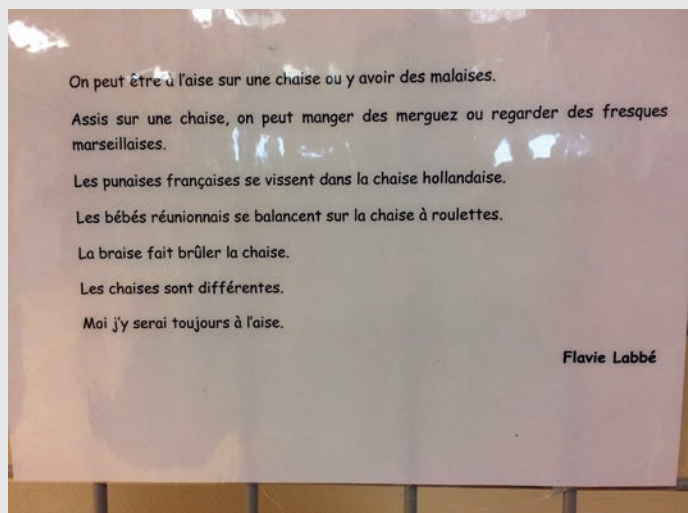 On peut être à l'aise sur une chaise ou y avoir des malaises.
Assis sur une chaise, on peut manger des merguez ou regarder des fresques
marseillaises.
Les punaises françaises se vissent dans la chaise hollandaise.
Les bébés réunionnais se balancent sur la chaise à roulettes.
La braise fait brûler la chaise.
Les chaises sont différentes.
Moi j'y serai toujours à l'aise.
Flavie Labbé